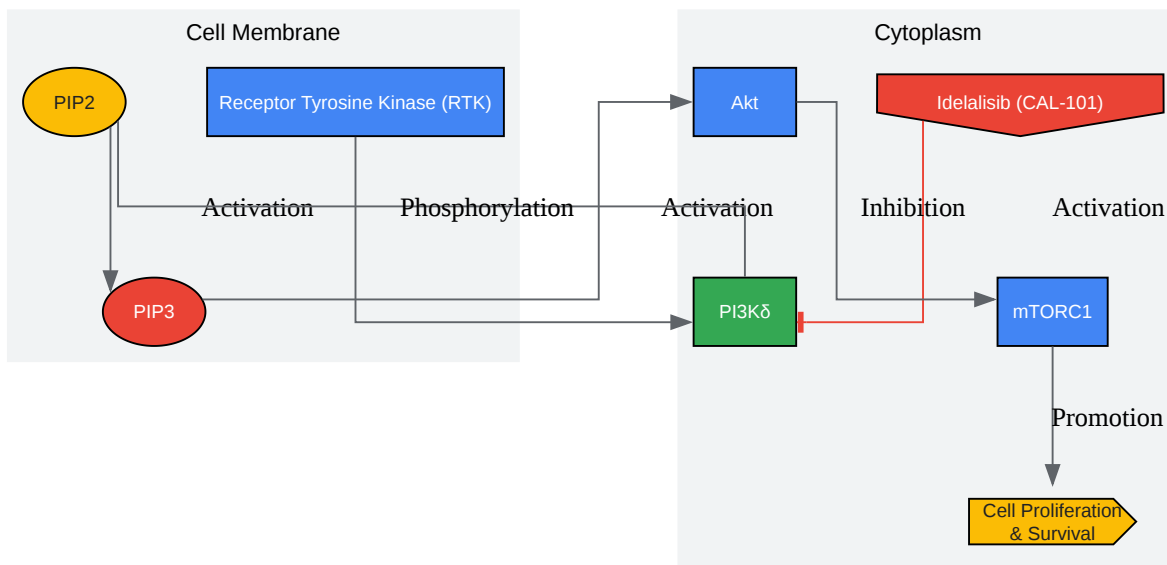 Cell Membrane
Cytoplasm
PIP2
Receptor Tyrosine Kinase (RTK)
Akt
Idelalisib (CAL-101)
Activation
Phosphorylation
Activation
Inhibition
Activation
PIP3
PI3Kδ
mTORC1
Promotion
Cell Proliferation
& Survival